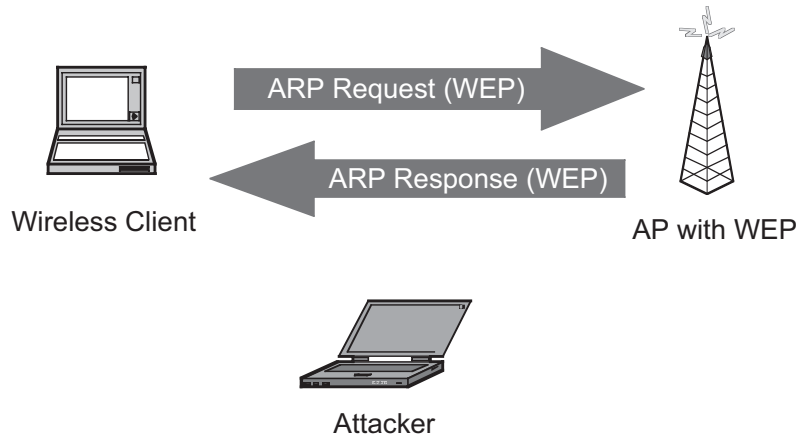 ARP Request (WEP)
ARP Response (WEP)
Wireless Client
AP with WEP
Attacker